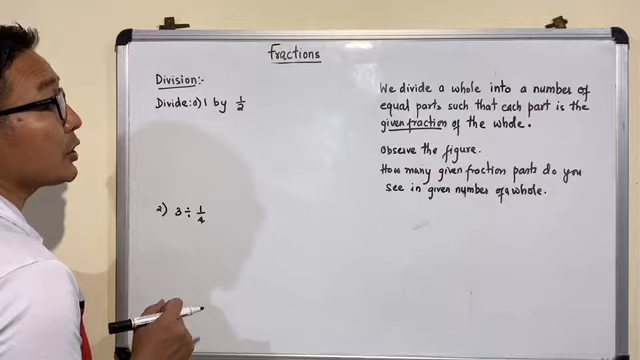 Fractions
Division:-
Divide: a) 1 by 1/2
2) 3 ÷ 1/4
We divide a whole into a number of
equal parts such that each part is the
given fraction of the whole.
Observe the figure.
How many given fraction parts do you
see in given number of a whole.